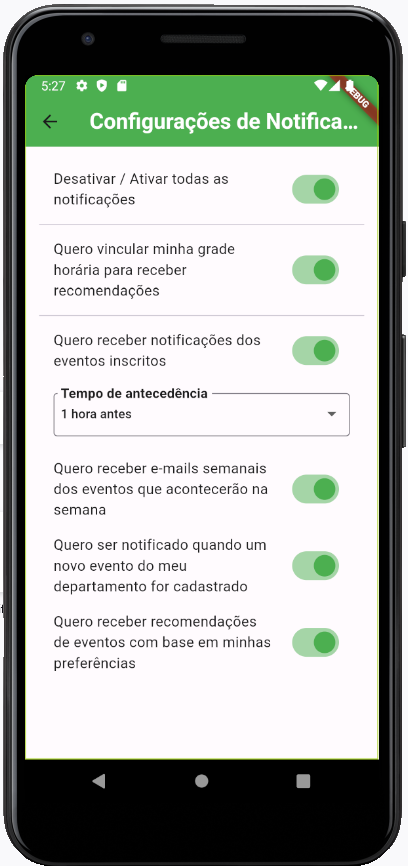 5:27
DEBUG
Configurações de Notifica...
Desativar / Ativar todas as
notificações
Quero vincular minha grade
horária para receber
recomendações
Quero receber notificações dos
eventos inscritos
Tempo de antecedência
1 hora antes
Quero receber e-mails semanais
dos eventos que acontecerão na
semana
Quero ser notificado quando um
novo evento do meu
departamento for cadastrado
Quero receber recomendações
de eventos com base em minhas
preferências